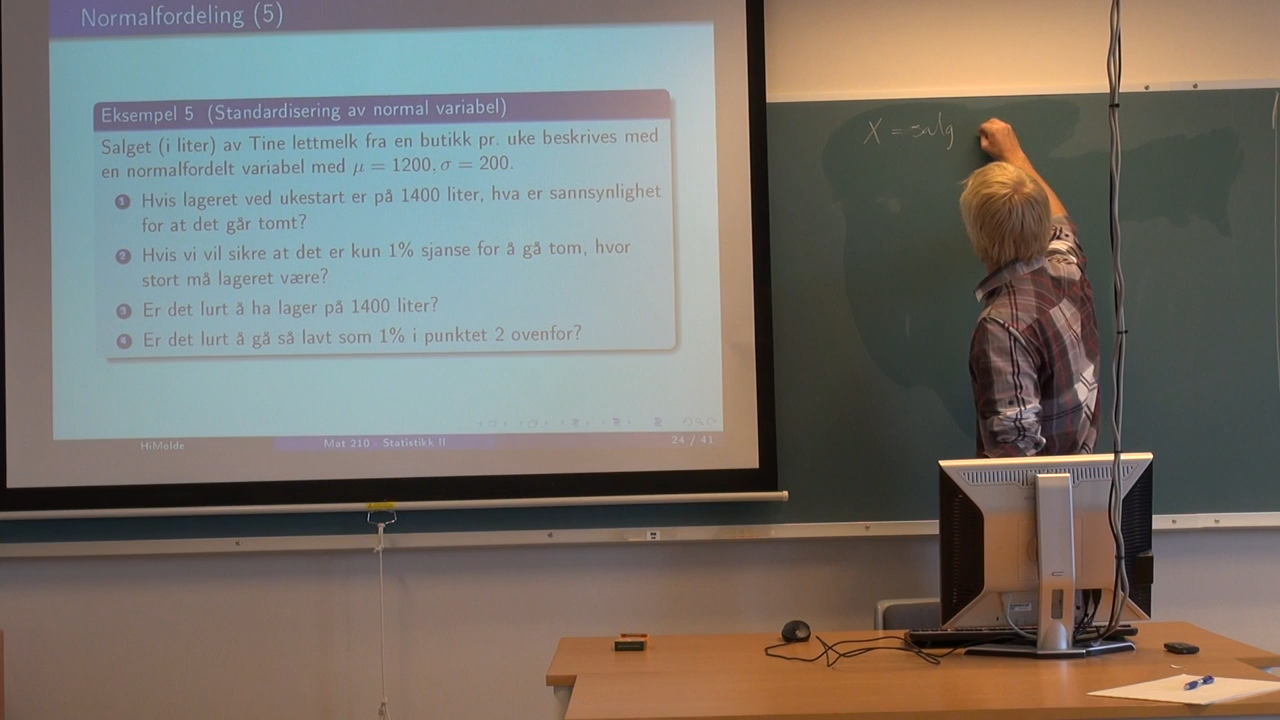 Normalfordeling (5)
Eksempel 5 (Standardisering av normal variabel)
Salget (i liter) av Tine lettmelk fra en butikk pr. uke beskrives med
en normalfordelt variabel med μ = 1200, σ = 200.
1 Hvis lageret ved ukestart er på 1400 liter, hva er sannsynlighet
for at det går tomt?
2 Hvis vi vil sikre at det er kun 1% sjanse for å gå tom, hvor
stort må lageret være?
3 Er det lurt å ha lager på 1400 liter?
4 Er det lurt å gå så lavt som 1% i punktet 2 ovenfor?
HiMolde Mat 210 - Statistikk II 24 / 41
X = salg